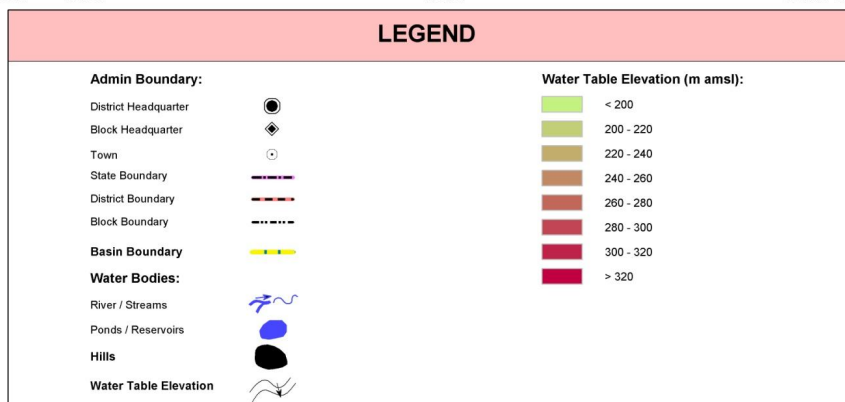 LEGEND
Admin Boundary:
District Headquarter
Block Headquarter
Town
State Boundary
District Boundary
Block Boundary
Basin Boundary
Water Bodies:
River / Streams
Ponds / Reservoirs
Hills
Water Table Elevation
Water Table Elevation (m amsl):
< 200
200 - 220
220 - 240
240 - 260
260 - 280
280 - 300
300 - 320
> 320